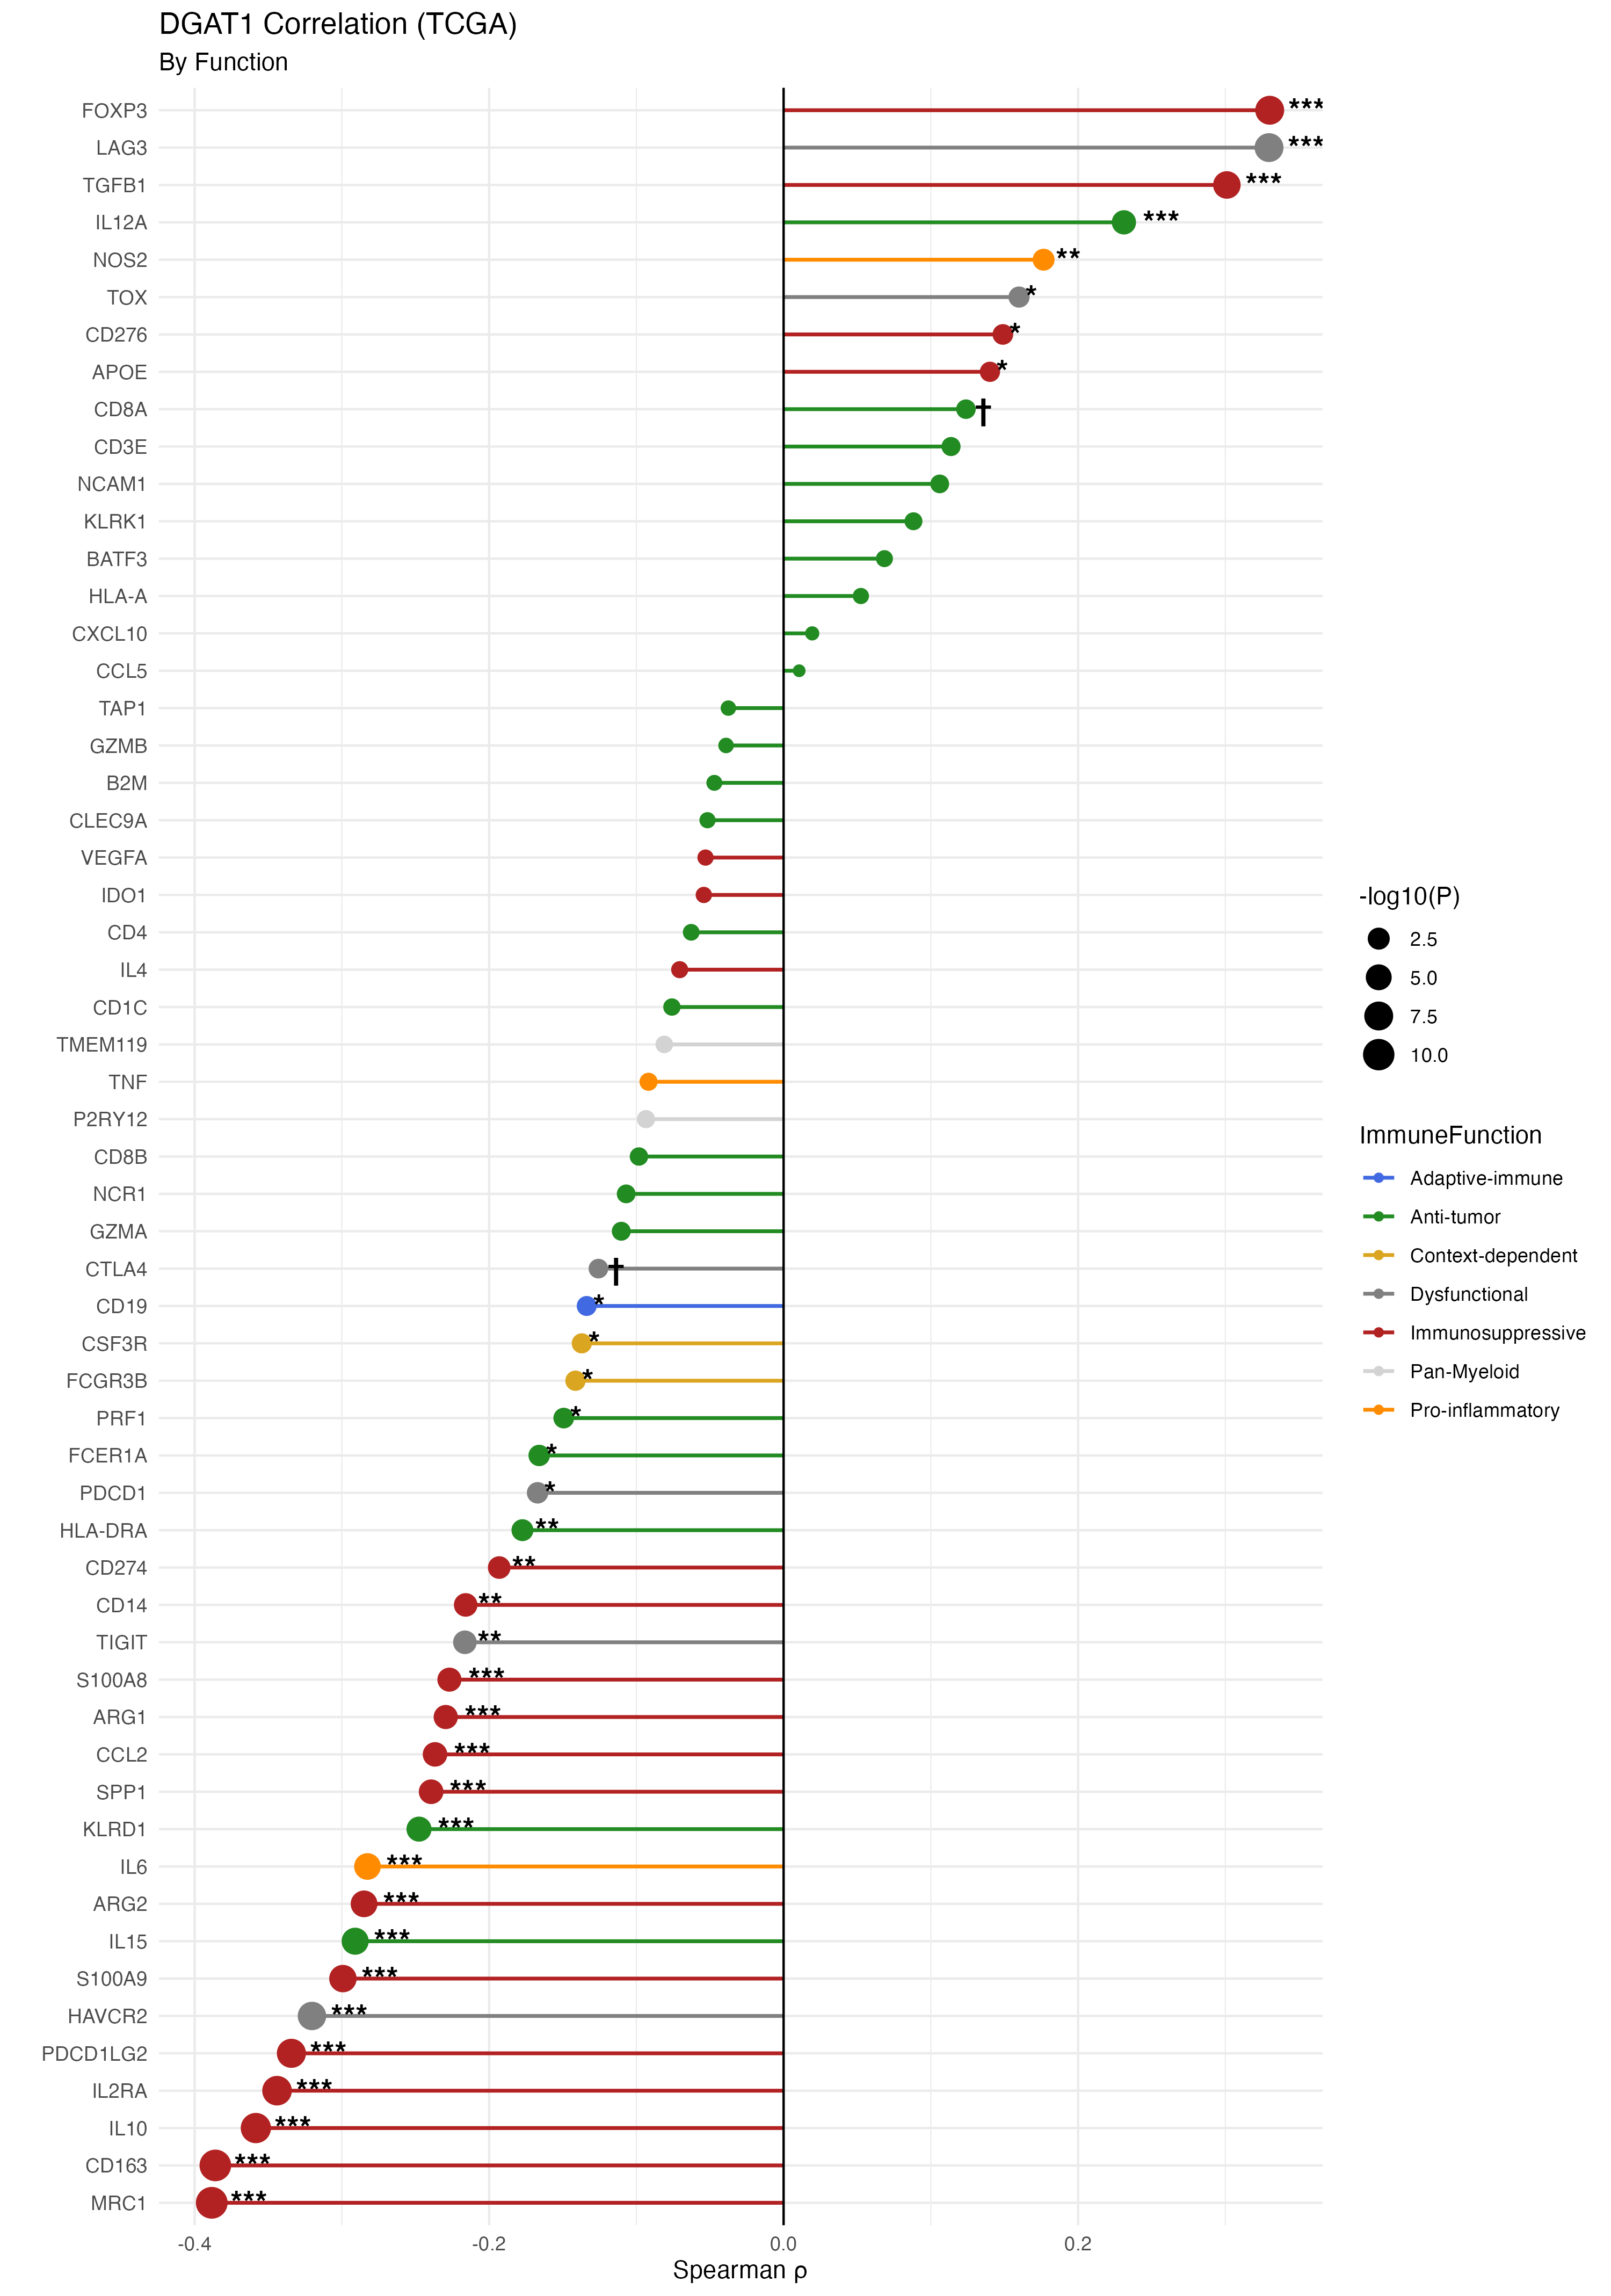 DGAT1 Correlation (TCGA)
By Function
FOXP3 ***
LAG3 ***
TGFB1 ***
IL12A ***
NOS2 **
TOX *
CD276 *
APOE *
CD8A †
CD3E
NCAM1
KLRK1
BATF3
HLA-A
CXCL10
CCL5
TAP1
GZMB
B2M
CLEC9A
VEGFA
IDO1
CD4
IL4
CD1C
TMEM119
TNF
P2RY12
CD8B
NCR1
GZMA
CTLA4 †
CD19 *
CSF3R *
FCGR3B *
PRF1 *
FCER1A *
PDCD1 *
HLA-DRA **
CD274 **
CD14 **
TIGIT **
S100A8 ***
ARG1 ***
CCL2 ***
SPP1 ***
KLRD1 ***
IL6 ***
ARG2 ***
IL15 ***
S100A9 ***
HAVCR2 ***
PDCD1LG2 ***
IL2RA ***
IL10 ***
CD163 ***
MRC1 ***
-0.4 -0.2 0.0 0.2
Spearman ρ
-log10(P)
2.5
5.0
7.5
10.0
ImmuneFunction
Adaptive-immune
Anti-tumor
Context-dependent
Dysfunctional
Immunosuppressive
Pan-Myeloid
Pro-inflammatory